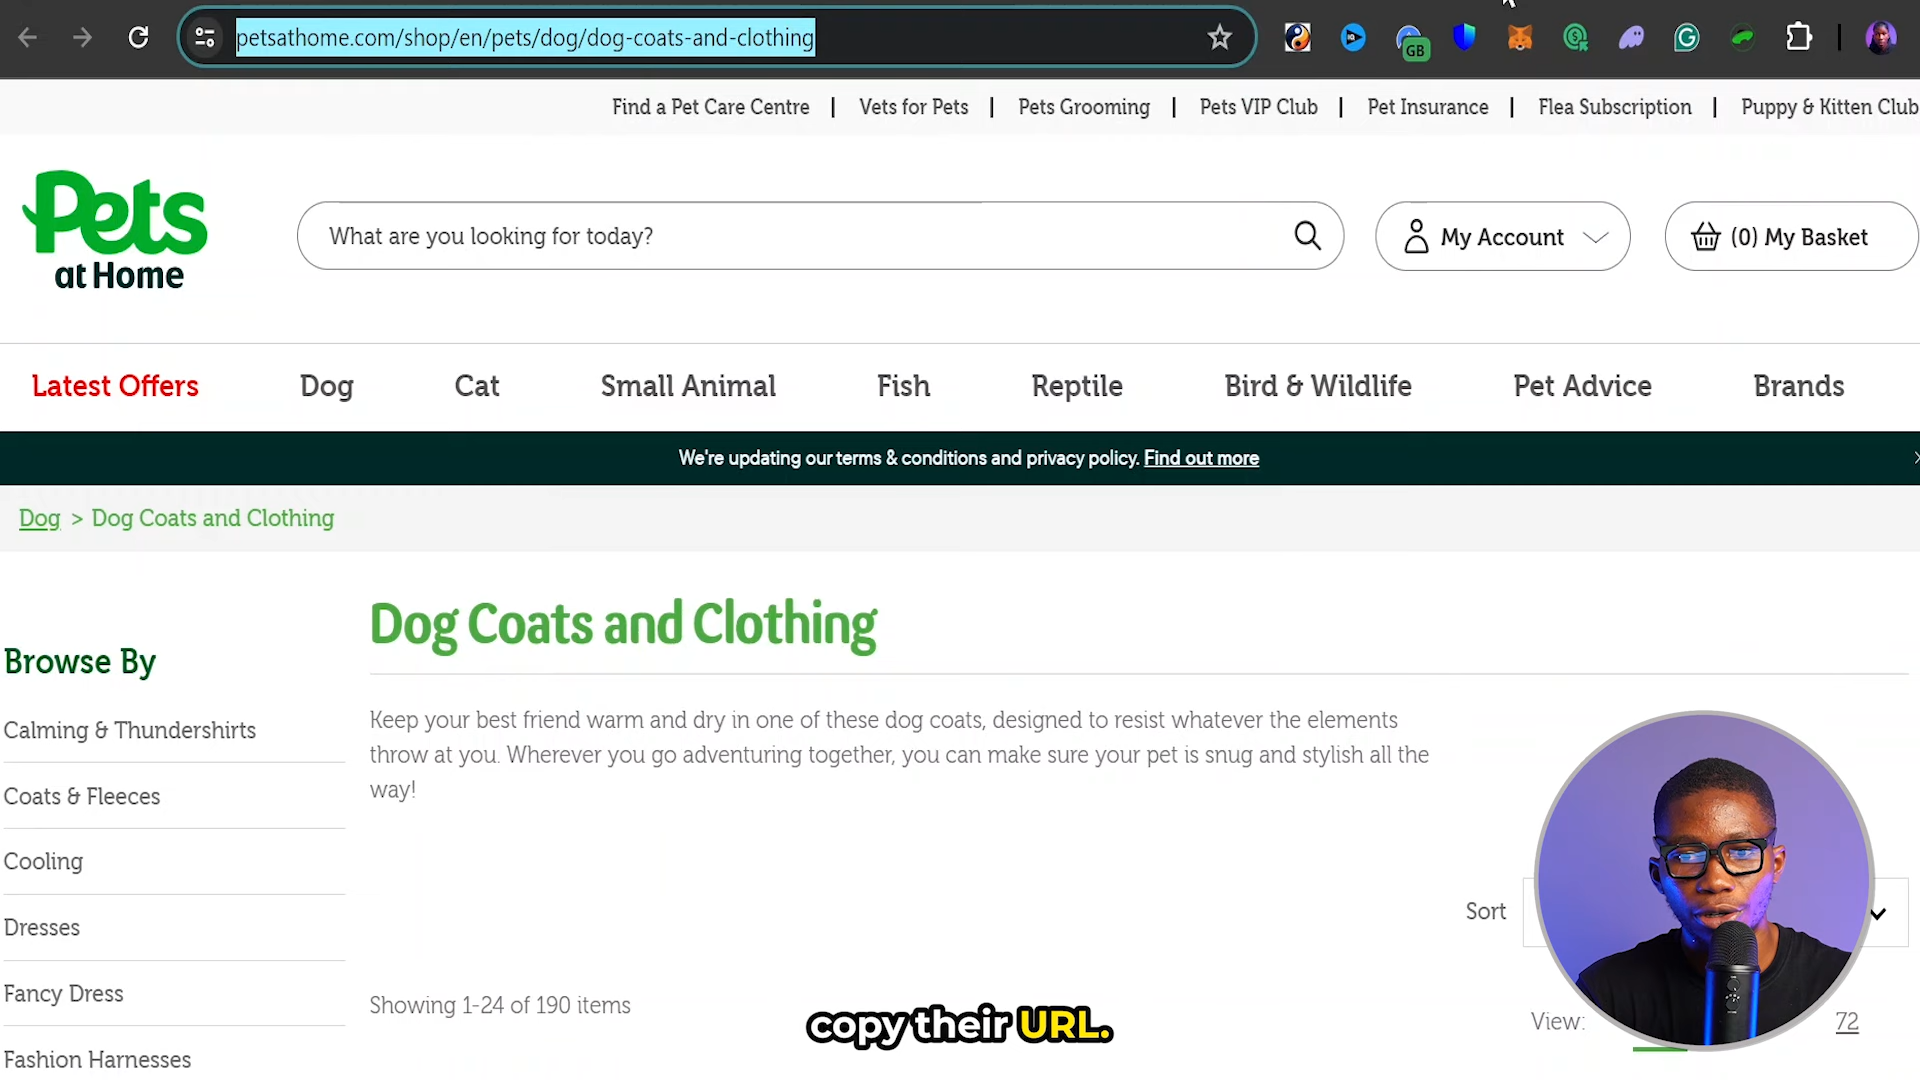 petsathome.com/shop/en/pets/dog/dog-coats-and-clothing
GB
Find a Pet Care Centre | Vets for Pets | Pets Grooming | Pets VIP Club | Pet Insurance | Flea Subscription | Puppy & Kitten Club
Pets
at Home
What are you looking for today?
My Account
(0) My Basket
Latest Offers Dog Cat Small Animal Fish Reptile Bird & Wildlife Pet Advice Brands
We're updating our terms & conditions and privacy policy. Find out more
Dog > Dog Coats and Clothing
Dog Coats and Clothing
Browse By
Calming & Thundershirts
Coats & Fleeces
Cooling
Dresses
Fancy Dress
Fashion Harnesses
Keep your best friend warm and dry in one of these dog coats, designed to resist whatever the elements
throw at you. Wherever you go adventuring together, you can make sure your pet is snug and stylish all the
way!
Sort
Showing 1-24 of 190 items
View:
72
copy their URL.